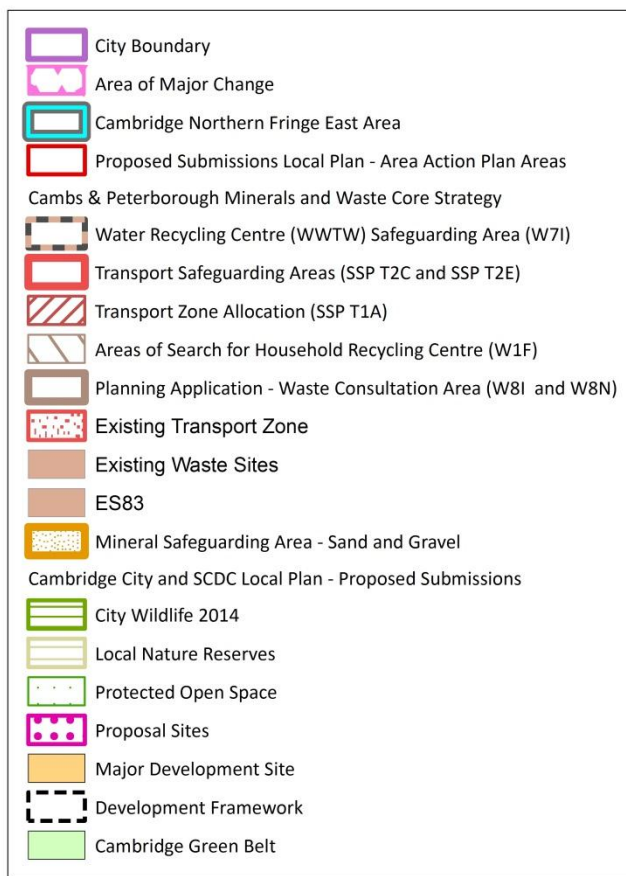 City Boundary
Area of Major Change
Cambridge Northern Fringe East Area
Proposed Submissions Local Plan - Area Action Plan Areas
Cambs & Peterborough Minerals and Waste Core Strategy
Water Recycling Centre (WWTW) Safeguarding Area (W7I)
Transport Safeguarding Areas (SSP T2C and SSP T2E)
Transport Zone Allocation (SSP T1A)
Areas of Search for Household Recycling Centre (W1F)
Planning Application - Waste Consultation Area (W8I and W8N)
Existing Transport Zone
Existing Waste Sites
ES83
Mineral Safeguarding Area - Sand and Gravel
Cambridge City and SCDC Local Plan - Proposed Submissions
City Wildlife 2014
Local Nature Reserves
Protected Open Space
Proposal Sites
Major Development Site
Development Framework
Cambridge Green Belt